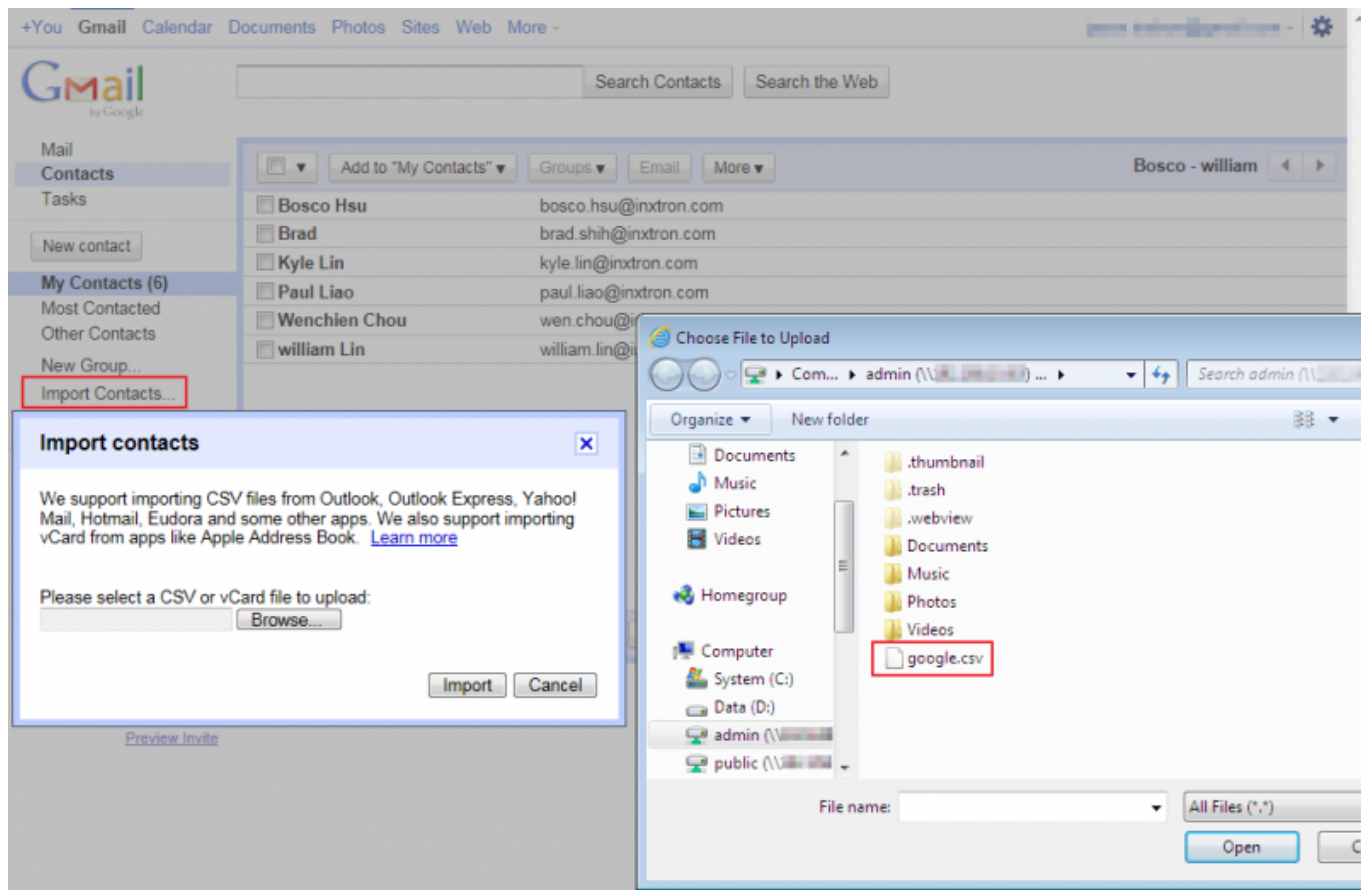 +You Gmail Calendar Documents Photos Sites Web More
Gmail
by Google
Search Contacts Search the Web
Mail
Contacts
Tasks
New contact
My Contacts (6)
Most Contacted
Other Contacts
New Group...
Import Contacts...
Add to "My Contacts" Groups Email More Bosco - william
Bosco Hsu bosco.hsu@inxtron.com
Brad brad.shih@inxtron.com
Kyle Lin kyle.lin@inxtron.com
Paul Liao paul.liao@inxtron.com
Wenchien Chou wen.chou@i
william Lin william.lin@i
Import contacts
We support importing CSV files from Outlook, Outlook Express, Yahoo!
Mail, Hotmail, Eudora and some other apps. We also support importing
vCard from apps like Apple Address Book. Learn more
Please select a CSV or vCard file to upload:
Browse...
Import Cancel
Preview Invite
Choose File to Upload
Com... admin (\\ ) ... Search admin (\\
Organize New folder
Documents
Music
Pictures
Videos
Homegroup
Computer
System (C:)
Data (D:)
admin (\\
public (\\
.thumbnail
.trash
.webview
Documents
Music
Photos
Videos
google.csv
File name: All Files (*.*)
Open C